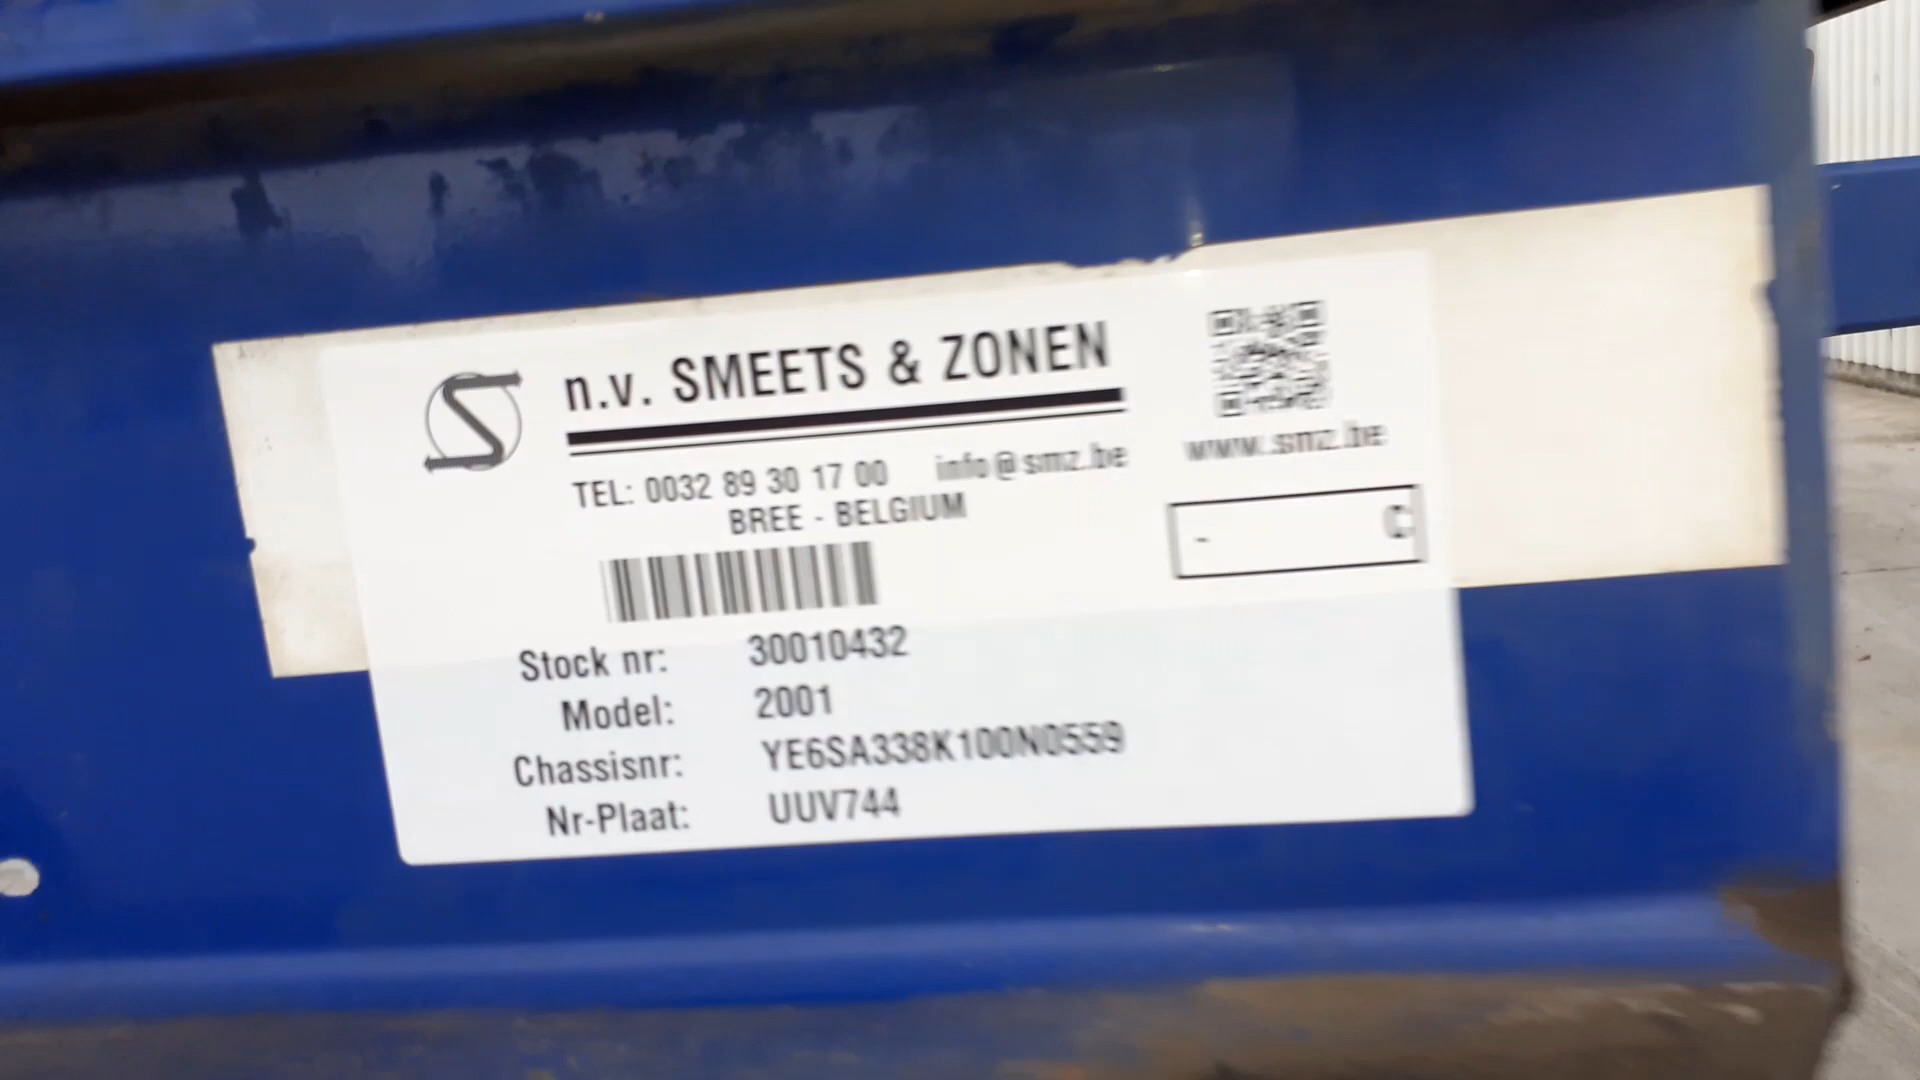 n.v. SMEETS & ZONEN
TEL: 0032 89 30 17 00 info@smz.be
www.smz.be
BREE - BELGIUM
- C
Stock nr: 30010432
Model: 2001
Chassisnr: YE6SA338K100N0559
Nr-Plaat: UUV744